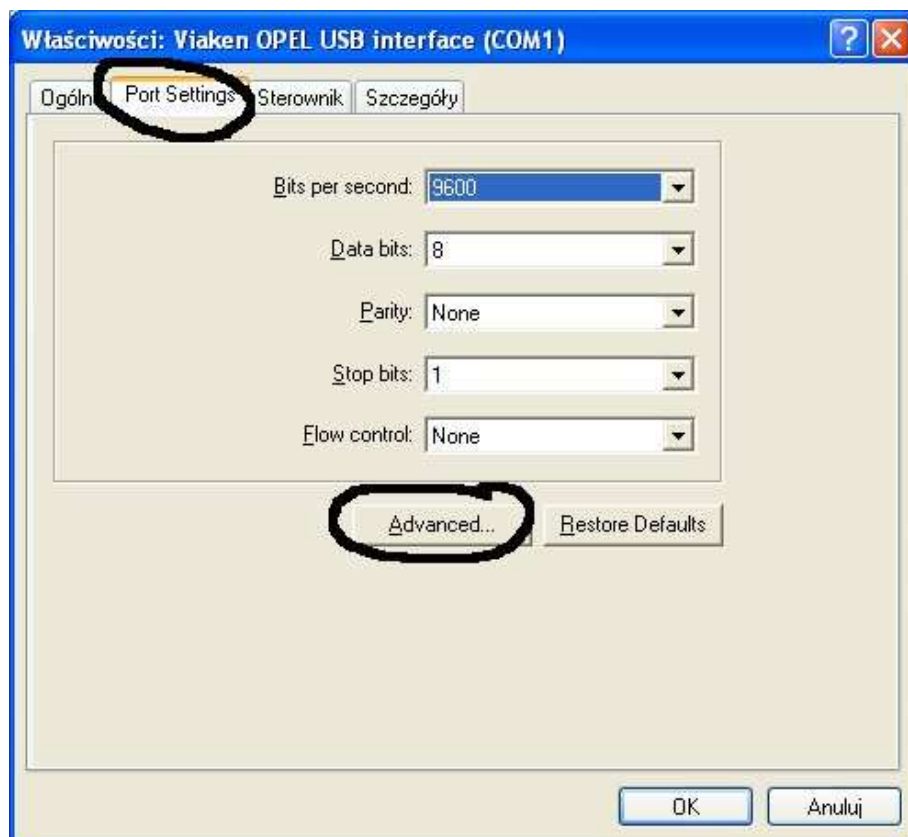 Właściwości: Viaken OPEL USB interface (COM1)
Ogóln Port Settings Sterownik Szczegóły
Bits per second: 9600
Data bits: 8
Parity: None
Stop bits: 1
Flow control: None
Advanced... Restore Defaults
OK Anuluj